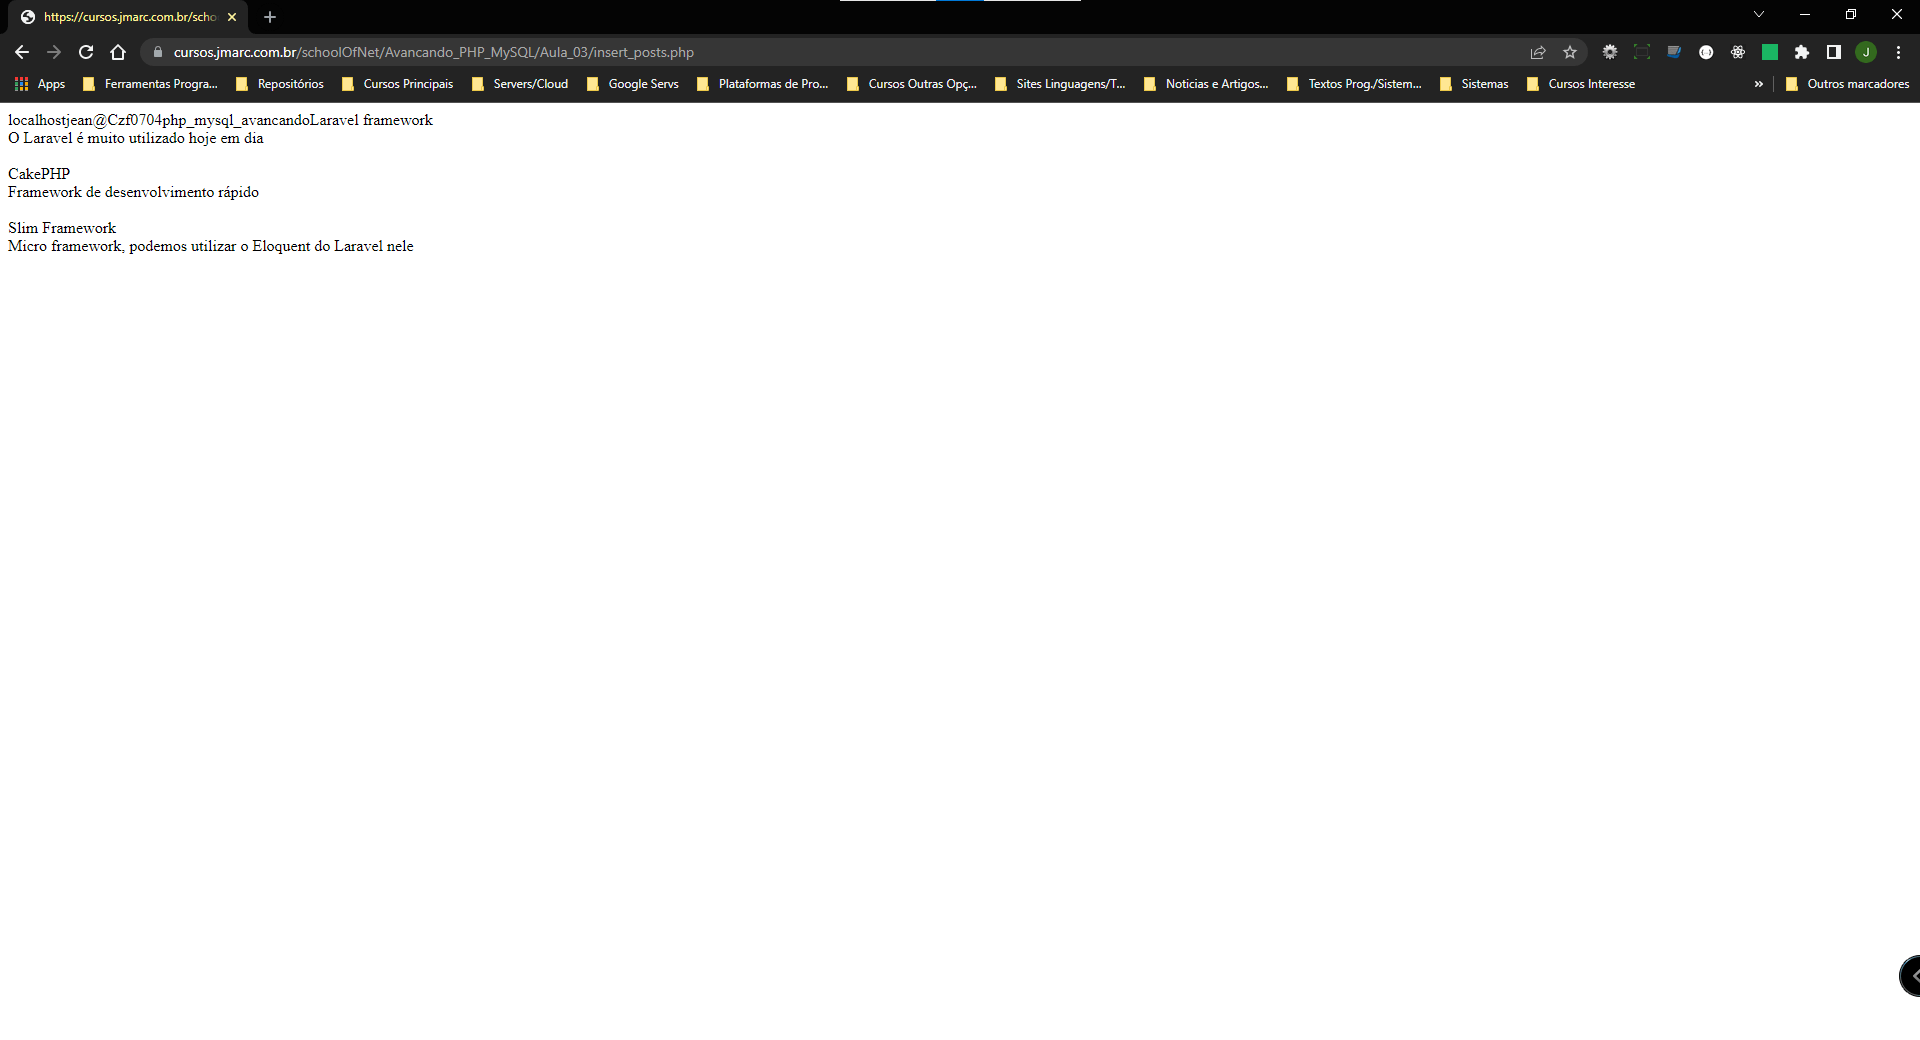 https://cursos.jmarc.com.br/scho
cursos.jmarc.com.br/schoolOfNet/Avancando_PHP_MySQL/Aula_03/insert_posts.php
J
Apps Ferramentas Progra... Repositórios Cursos Principais Servers/Cloud Google Servs Plataformas de Pro... Cursos Outras Opç... Sites Linguagens/T... Noticias e Artigos... Textos Prog./Sistem... Sistemas Cursos Interesse » Outros marcadores
localhostjean@Czf0704php_mysql_avancandoLaravel framework
O Laravel é muito utilizado hoje em dia
CakePHP
Framework de desenvolvimento rápido
Slim Framework
Micro framework, podemos utilizar o Eloquent do Laravel nele